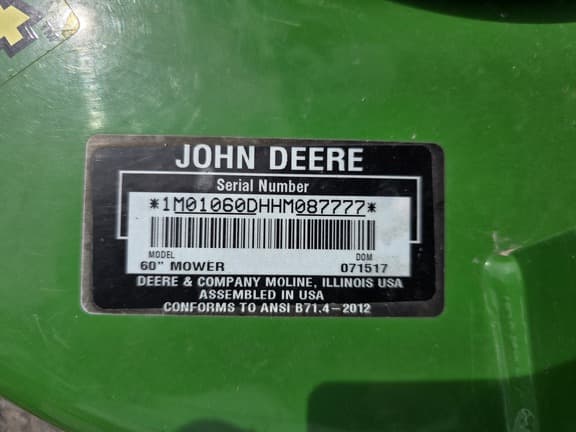 JOHN DEERE
Serial Number
*1M01060DHHM087777*
MODEL DOM
60" MOWER 071517
DEERE & COMPANY MOLINE, ILLINOIS USA
ASSEMBLED IN USA
CONFORMS TO ANSI B71.4-2012